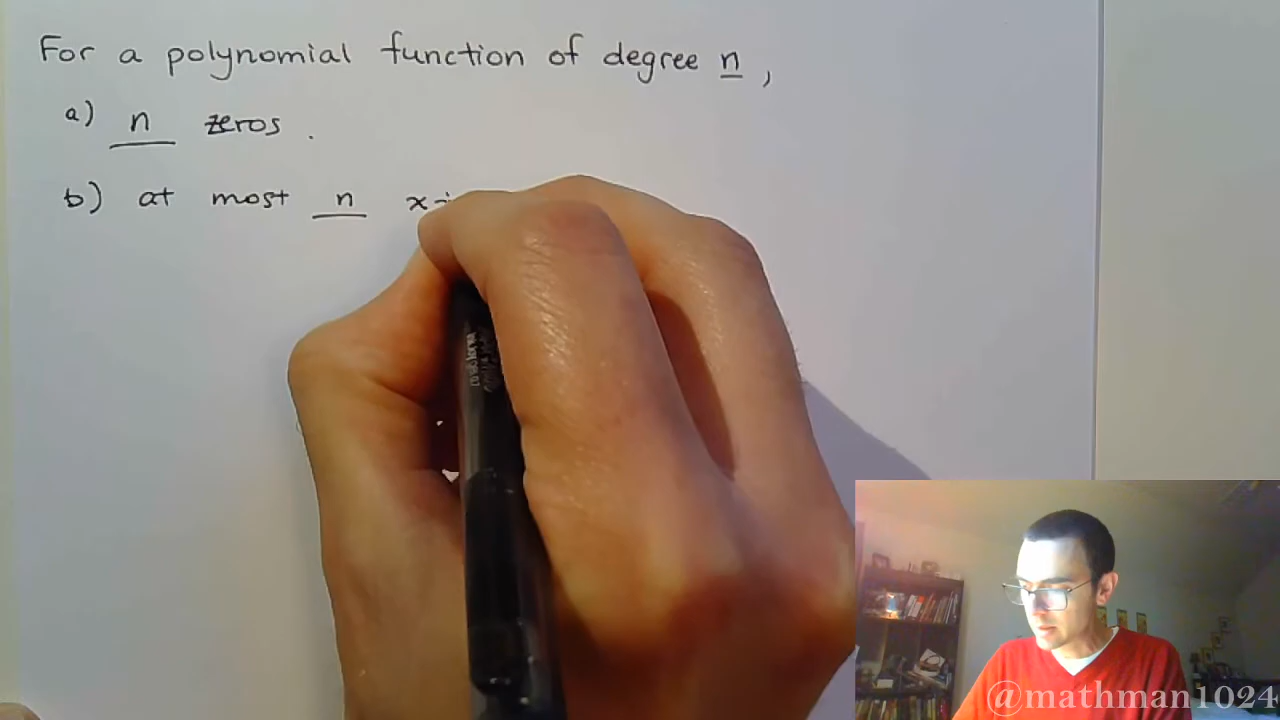 For a polynomial function of degree n,
a) n zeros.
b) at most n x-
@mathman1024